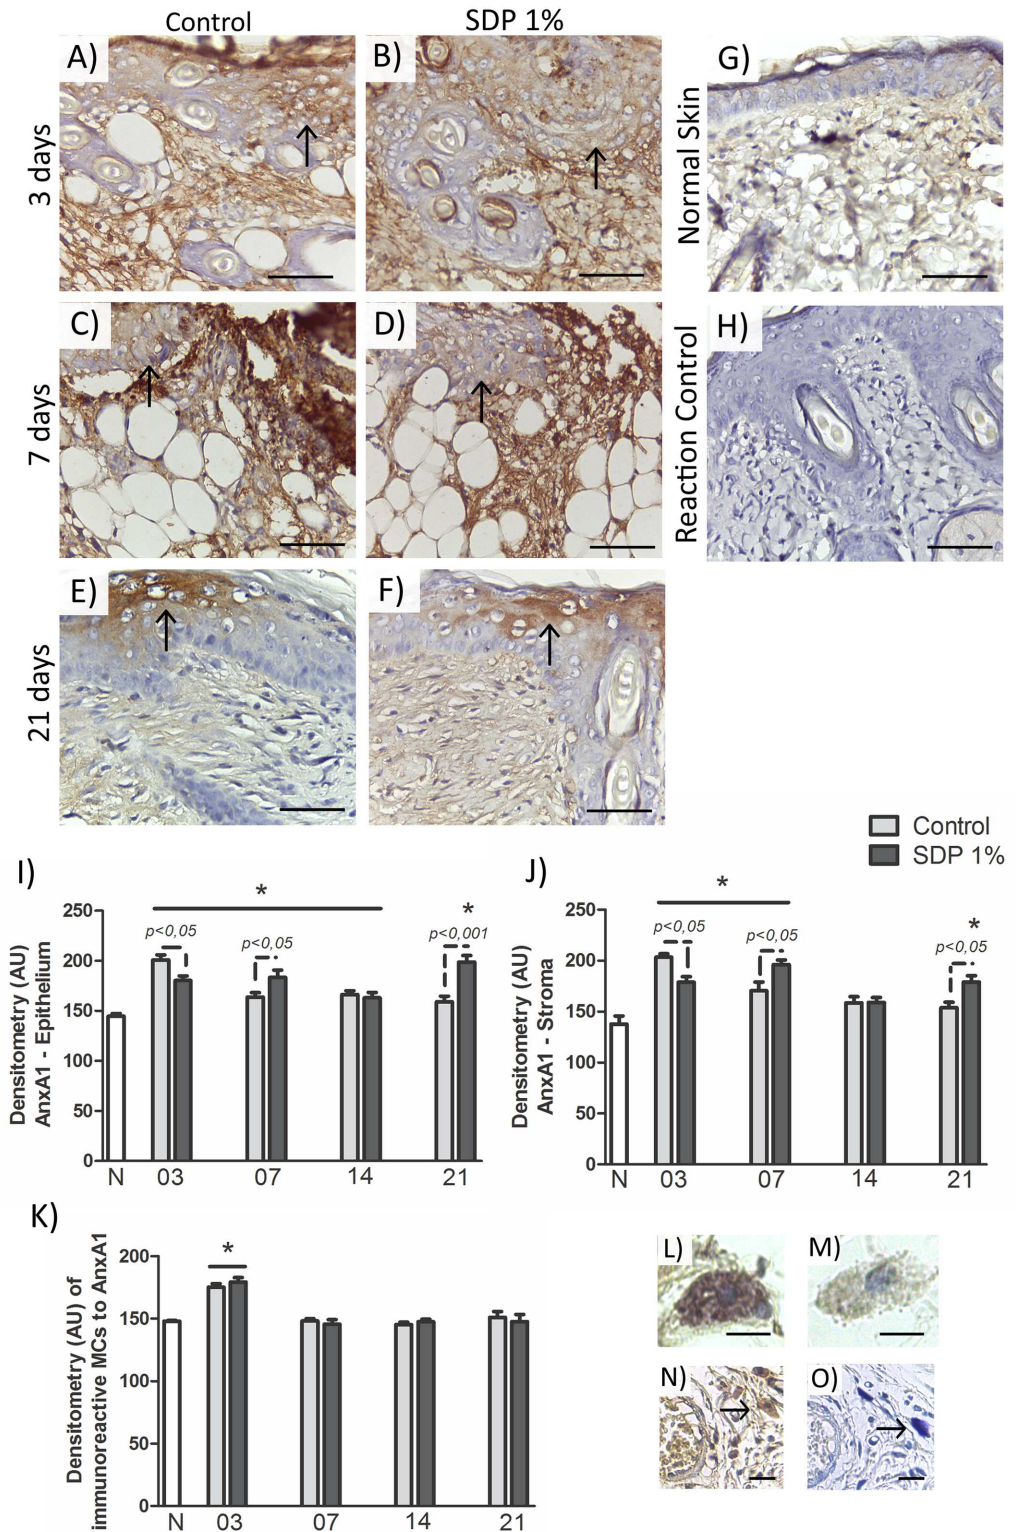 Control
SDP 1%
A)
B)
G)
3 days
Normal Skin
C)
D)
H)
7 days
Reaction Control
E)
F)
21 days
Control
SDP 1%
I)
*
250
200
150
100
50
0
Densitometry (AU)
AnxA1 - Epithelium
p<0,05
p<0,05
*
p<0,001
N 03 07 14 21
J)
*
250
200
150
100
50
0
Densitometry (AU)
AnxA1 - Stroma
p<0,05
p<0,05
*
p<0,05
N 03 07 14 21
K)
200
150
100
50
0
Densitometry (AU) of
immunoreactive MCs to AnxA1
*
N 03 07 14 21
L)
M)
N)
O)